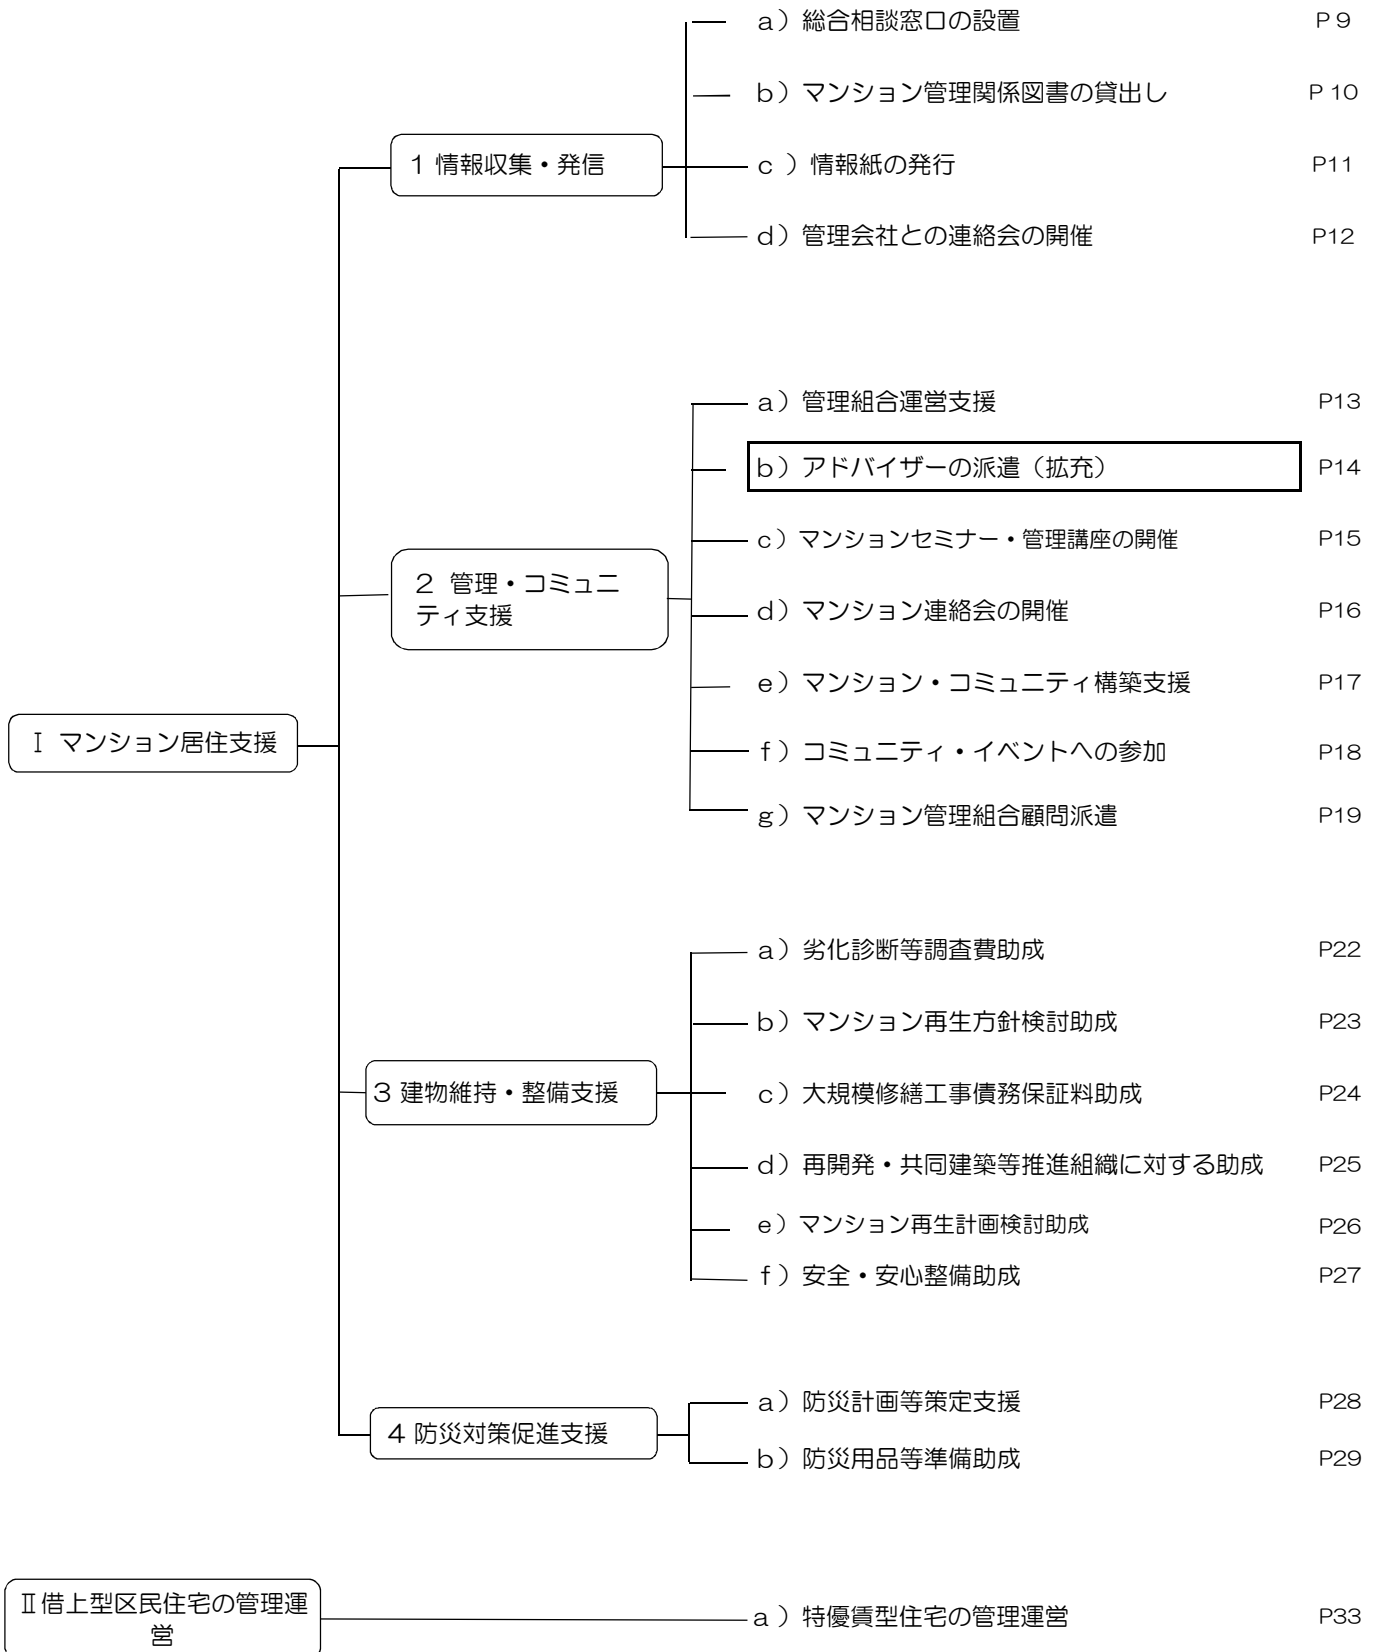 a）総合相談窓口の設置 P9
b）マンション管理関係図書の貸出し P10
1 情報収集・発信
c）情報紙の発行 P11
d）管理会社との連絡会の開催 P12
a）管理組合運営支援 P13
b）アドバイザーの派遣（拡充） P14
c）マンションセミナー・管理講座の開催 P15
2 管理・コミュニ
ティ支援
d）マンション連絡会の開催 P16
e）マンション・コミュニティ構築支援 P17
Ⅰ マンション居住支援
f）コミュニティ・イベントへの参加 P18
g）マンション管理組合顧問派遣 P19
a）劣化診断等調査費助成 P22
b）マンション再生方針検討助成 P23
3 建物維持・整備支援
c）大規模修繕工事債務保証料助成 P24
d）再開発・共同建築等推進組織に対する助成 P25
e）マンション再生計画検討助成 P26
f）安全・安心整備助成 P27
a）防災計画等策定支援 P28
4 防災対策促進支援
b）防災用品等準備助成 P29
Ⅱ借上型区民住宅の管理運
営
a）特優賃型住宅の管理運営 P33